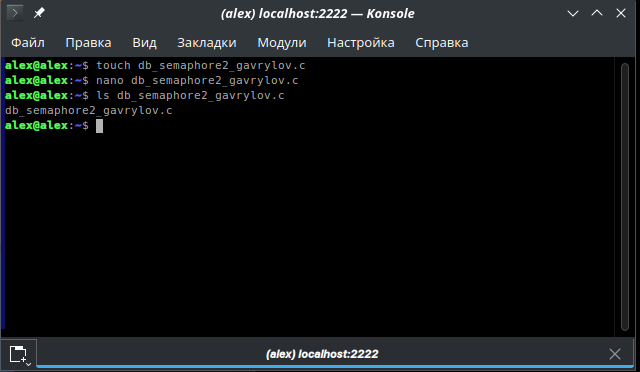 (alex) localhost:2222 — Konsole
Файл Правка Вид Закладки Модули Настройка Справка
alex@alex:~$ touch db_semaphore2_gavrylov.c
alex@alex:~$ nano db_semaphore2_gavrylov.c
alex@alex:~$ ls db_semaphore2_gavrylov.c
db_semaphore2_gavrylov.c
alex@alex:~$
(alex) localhost:2222